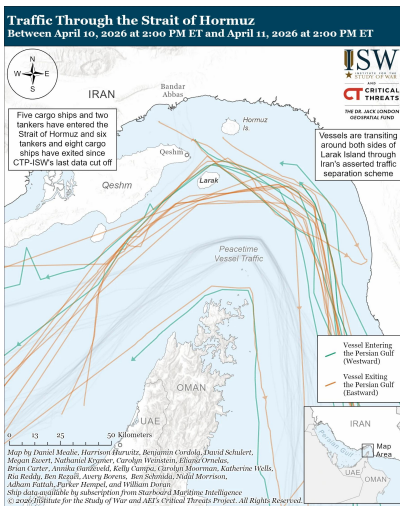 Traffic Through the Strait of Hormuz
Between April 10, 2026 at 2:00 PM ET and April 11, 2026 at 2:00 PM ET
N
W
E
S
IRAN
Bandar
Abbas
ISW
INSTITUTE FOR THE
STUDY OF WAR
AND
CT CRITICAL
THREATS
THE DR. JACK LONDON
GEOSPATIAL FUND
Five cargo ships and two
tankers have entered the
Strait of Hormuz and six
tankers and eight cargo
ships have exited since
CTP-ISW's last data cut off
Hormuz
Is.
Vessels are transiting
around both sides of
Larak Island through
Iran's asserted traffic
separation scheme
Qeshm
Qeshm
Larak
Peacetime
Vessel Traffic
Vessel Entering
the Persian Gulf
(Westward)
Vessel Exiting
the Persian Gulf
(Eastward)
OMAN
UAE
IRAN
Map
Area
Persian Gulf
UAE
OMAN
0 13 25 50 Kilometers
Map by Daniel Mealie, Harrison Hurwitz, Benjamin Cordola, David Schulert,
Megan Ewert, Nathaniel Kramer, Carolyn Weinstein, Eliana Ornelas,
Brian Carter, Annika Ganzeveld, Kelly Campa, Carolyn Moorman, Katherine Wells,
Ria Reddy, Ben Rezaei, Avery Borens, Ben Schmida, Nidal Morrison,
Adham Fattah, Parker Hempel, and William Doran
Ship data available by subscription from Starboard Maritime Intelligence
© 2026 Institute for the Study of War and AEI's Critical Threats Project. All Rights Reserved.